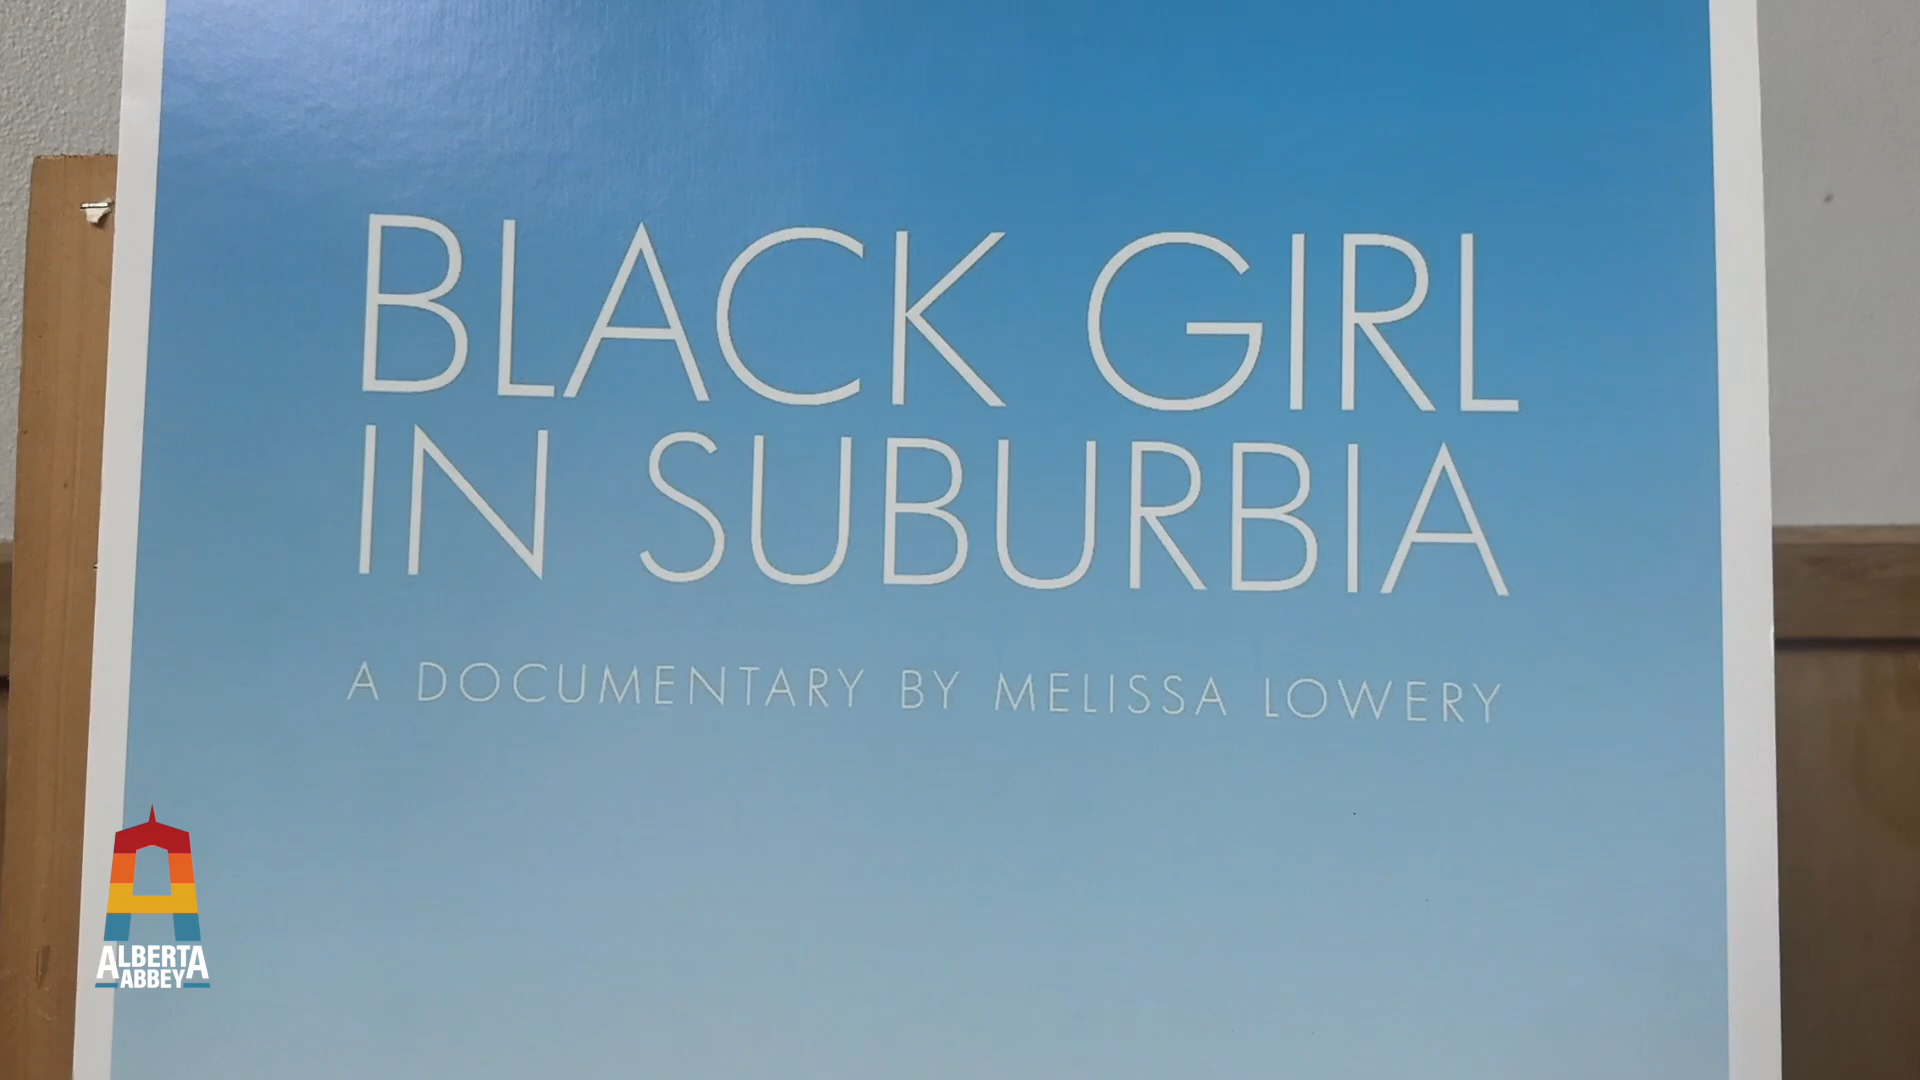 BLACK GIRL
IN SUBURBIA
A DOCUMENTARY BY MELISSA LOWERY
ALBERTA
ABBEY